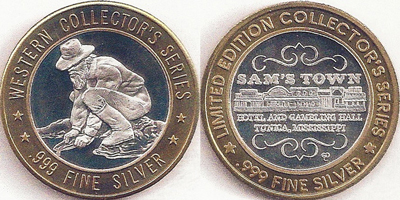 WESTERN COLLECTOR'S SERIES
.999 FINE SILVER
LIMITED EDITION COLLECTOR'S SERIES
SAM'S TOWN
HOTEL AND GAMBLING HALL
TUNICA, MISSISSIPPI
.999 FINE SILVER